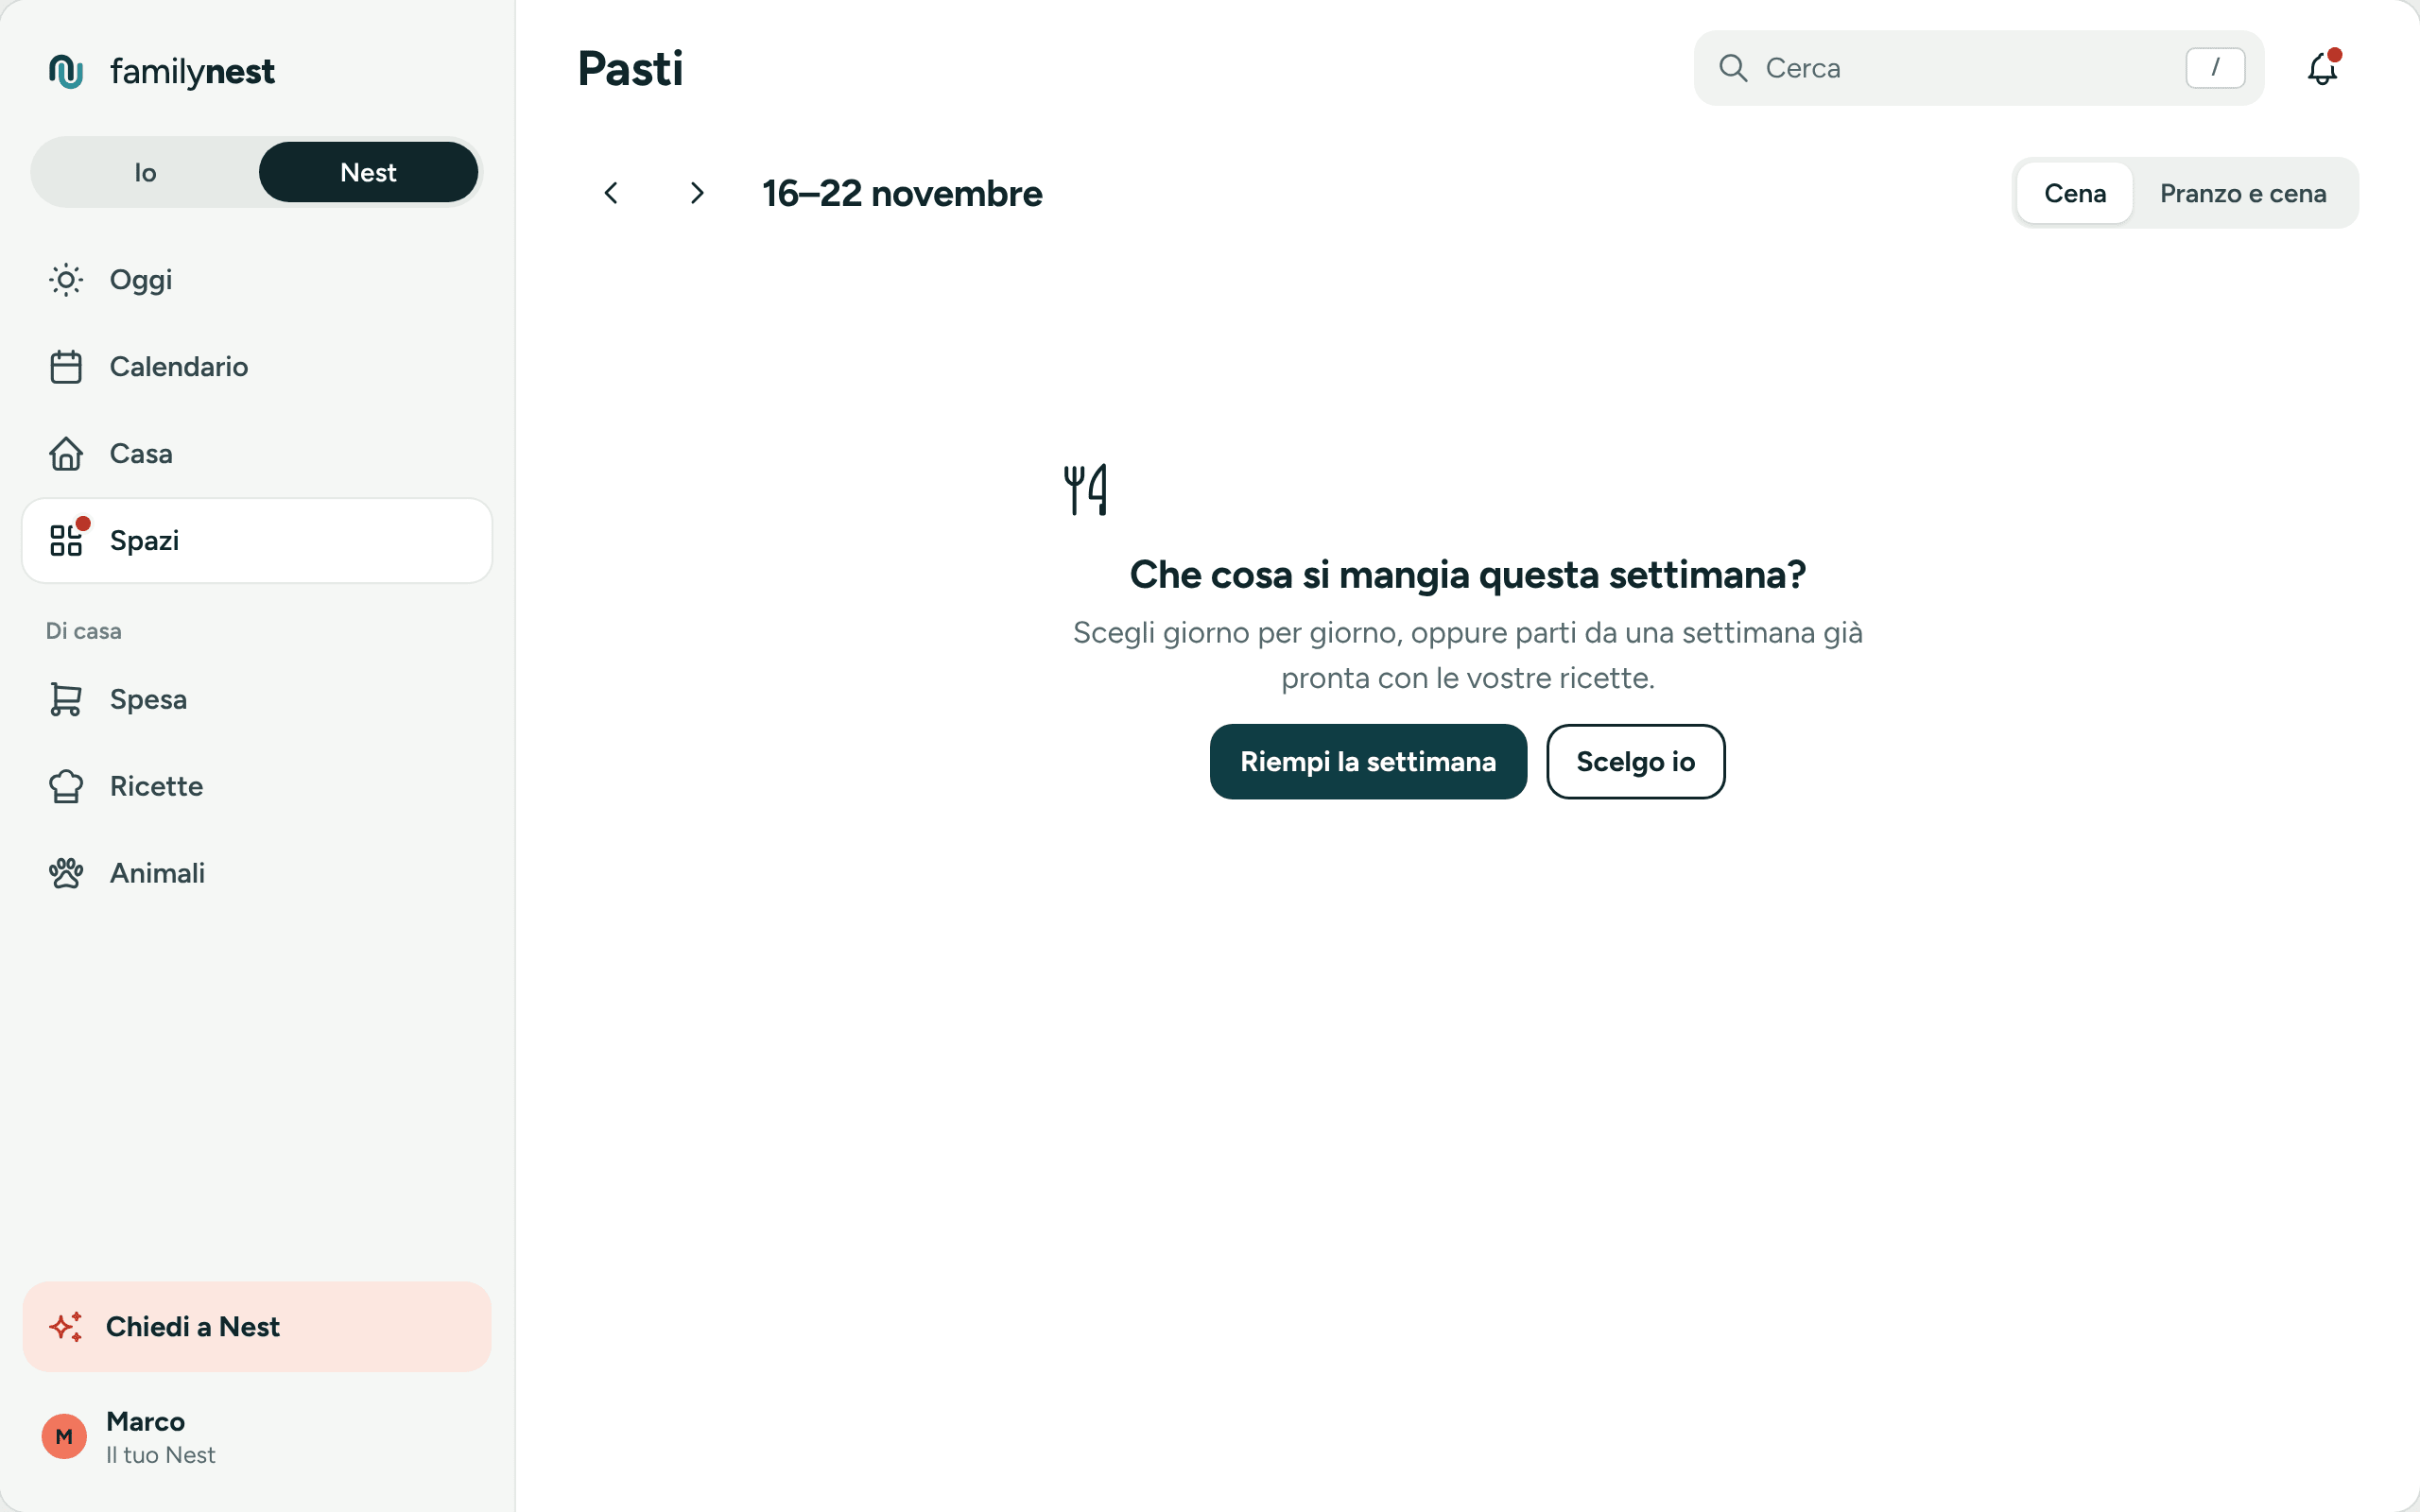 familynest
Io
Nest
Oggi
Calendario
Casa
Spazi
Di casa
Spesa
Ricette
Animali
Chiedi a Nest
M
Marco
Il tuo Nest
Pasti
Cerca
/
16–22 novembre
Cena
Pranzo e cena
Che cosa si mangia questa settimana?
Scegli giorno per giorno, oppure parti da una settimana già
pronta con le vostre ricette.
Riempi la settimana
Scelgo io